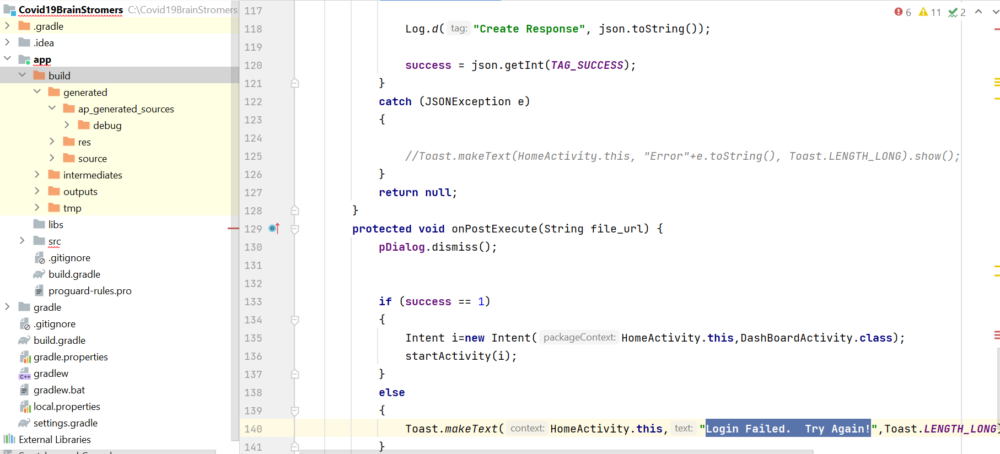 Covid19BrainStromers C:\Covid19BrainStromers
.gradle
.idea
app
build
generated
ap_generated_sources
debug
res
source
intermediates
outputs
tmp
libs
src
.gitignore
build.gradle
proguard-rules.pro
gradle
.gitignore
build.gradle
gradle.properties
gradlew
gradlew.bat
local.properties
settings.gradle
External Libraries
6 11 2
117
118 Log.d( tag: "Create Response", json.toString());
119
120 success = json.getInt(TAG_SUCCESS);
121 }
122 catch (JSONException e)
123 {
124
125 //Toast.makeText(HomeActivity.this, "Error"+e.toString(), Toast.LENGTH_LONG).show();
126 }
127 return null;
128 }
129 protected void onPostExecute(String file_url) {
130 pDialog.dismiss();
131
132
133 if (success == 1)
134 {
135 Intent i=new Intent( packageContext: HomeActivity.this,DashBoardActivity.class);
136 startActivity(i);
137 }
138 else
139 {
140 Toast.makeText( context: HomeActivity.this, text: "Login Failed.  Try Again!",Toast.LENGTH_LONG)
141 }